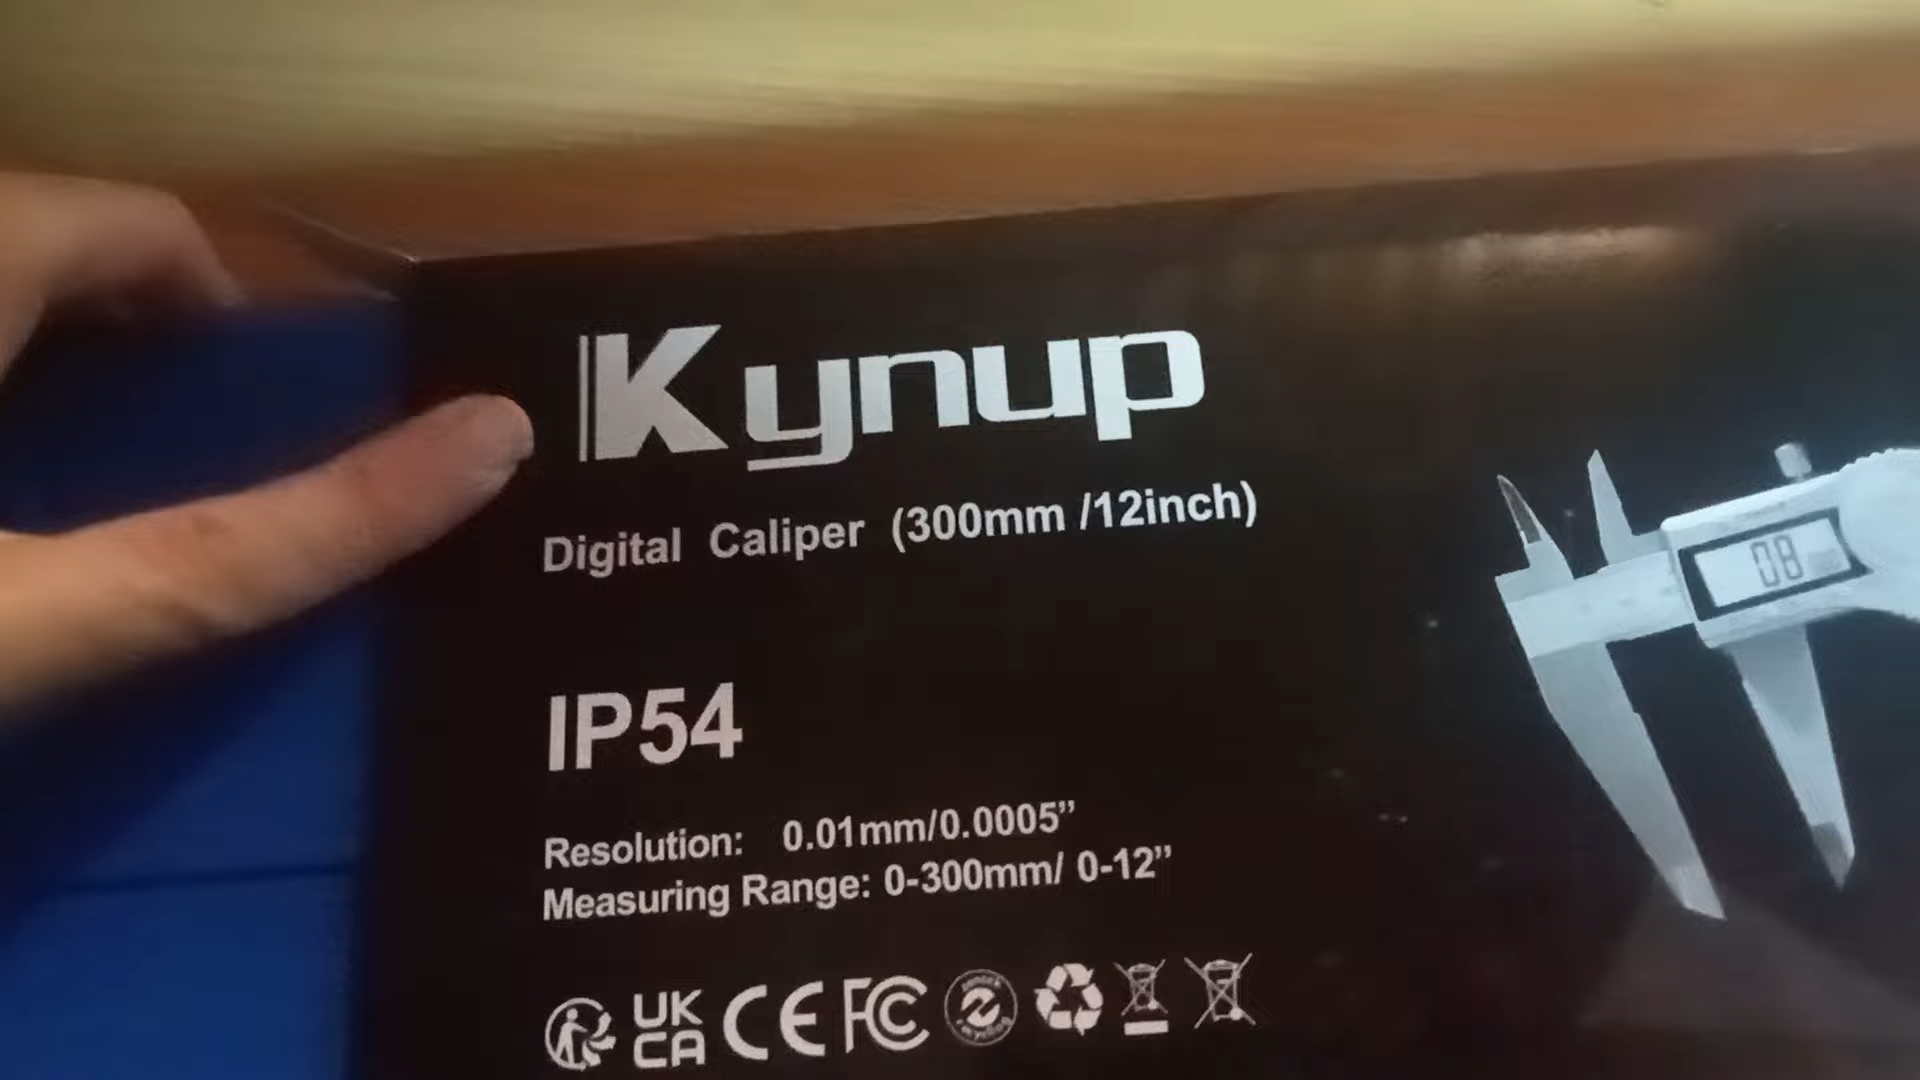 Kynup
Digital Caliper (300mm /12inch)
08
IP54
Resolution: 0.01mm/0.0005”
Measuring Range: 0-300mm/ 0-12”
UK
CA
CE FC